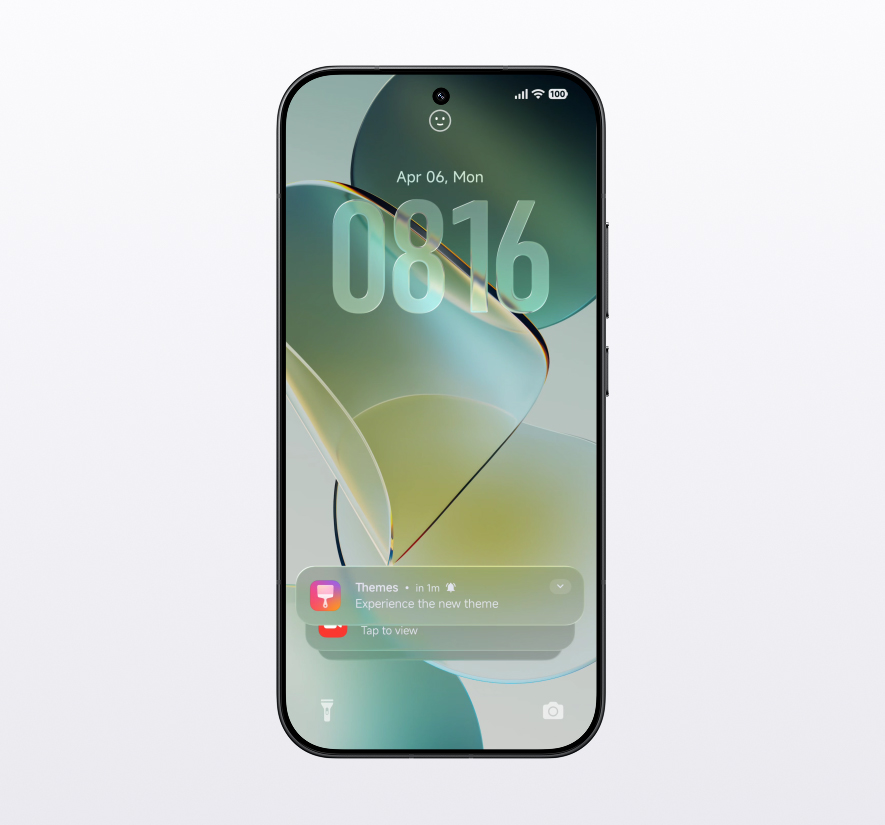 100
Apr 06, Mon
0816
Themes • in 1m
Experience the new theme
Tap to view